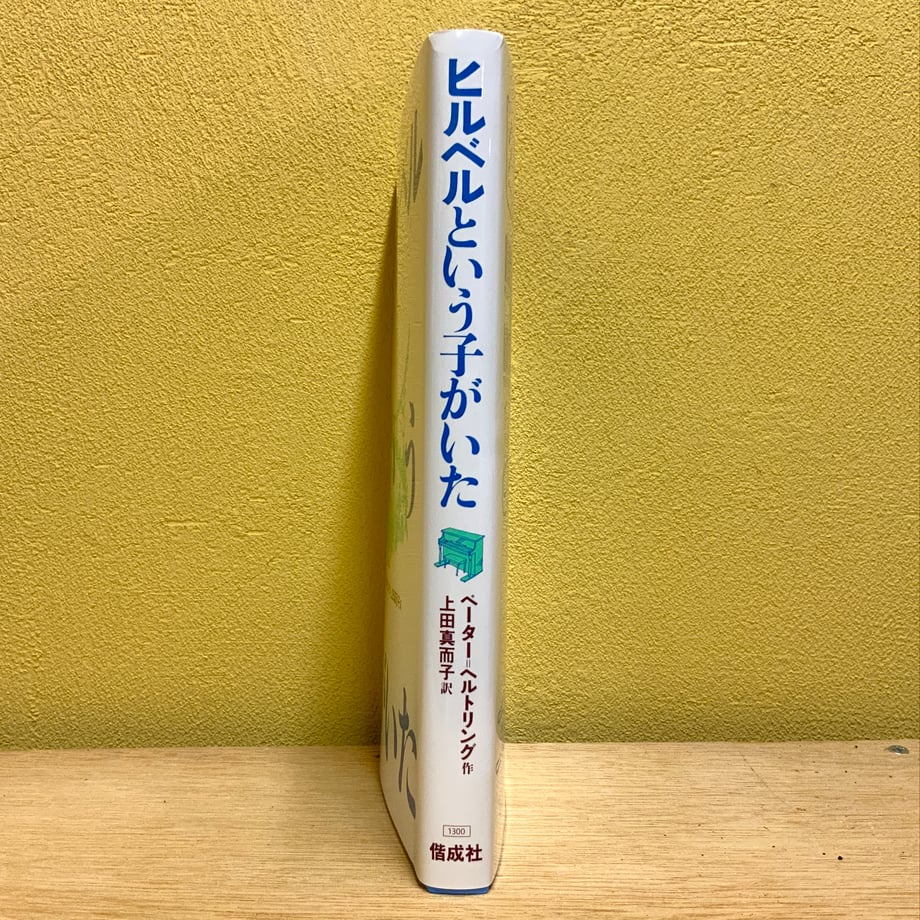 ヒルベルという子がいた
ペーター=ヘルトリング 作
上田真而子 訳
1300
偕成社